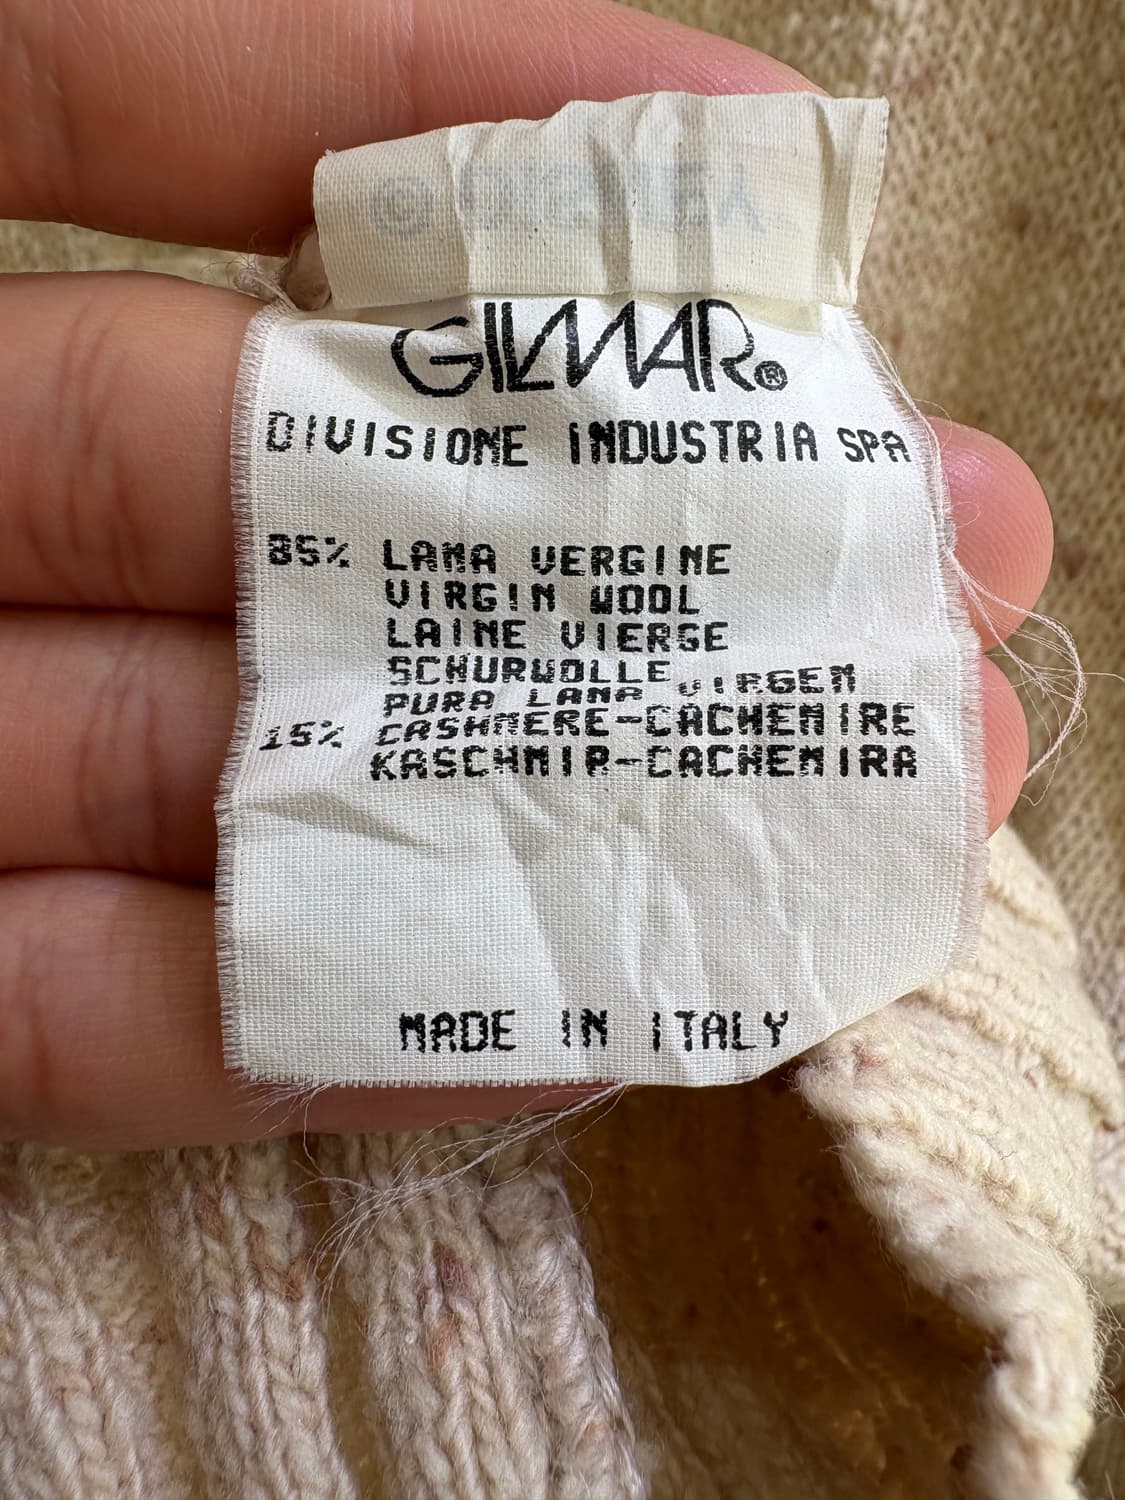 GILMAR®
DIVISIONE INDUSTRIA SPA
85% LANA VERGINE
VIRGIN WOOL
LAINE VIERGE
SCHURWOLLE
PURA LANA VIRGEN
15% CASHMERE-CACHEMIRE
KASCHMIR-CACHEMIRA
MADE IN ITALY